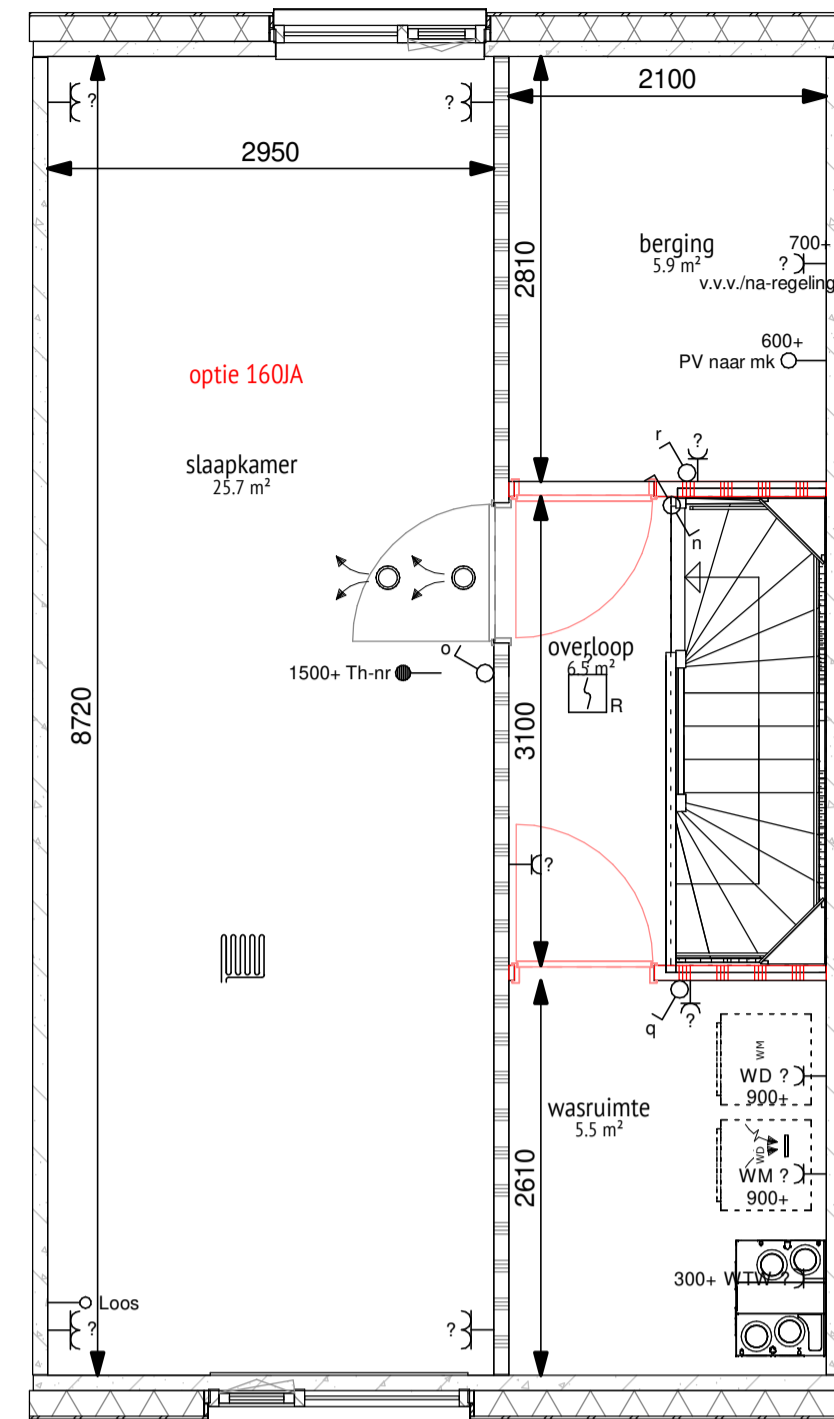 2100
?
?
2950
berging
5.9 m²
700+
?
v.v.v./na-regeling
2810
600+
PV naar mk
optie 160JA
r
?
slaapkamer
25.7 m²
n
o
overloop
?
6.5 m²
1500+ Th-nr
R
8720
3100
?
q
?
WM
WD ?
900+
wasruimte
5.5 m²
WD
WM ?
900+
2610
300+ WTW ?
Loos
?
?